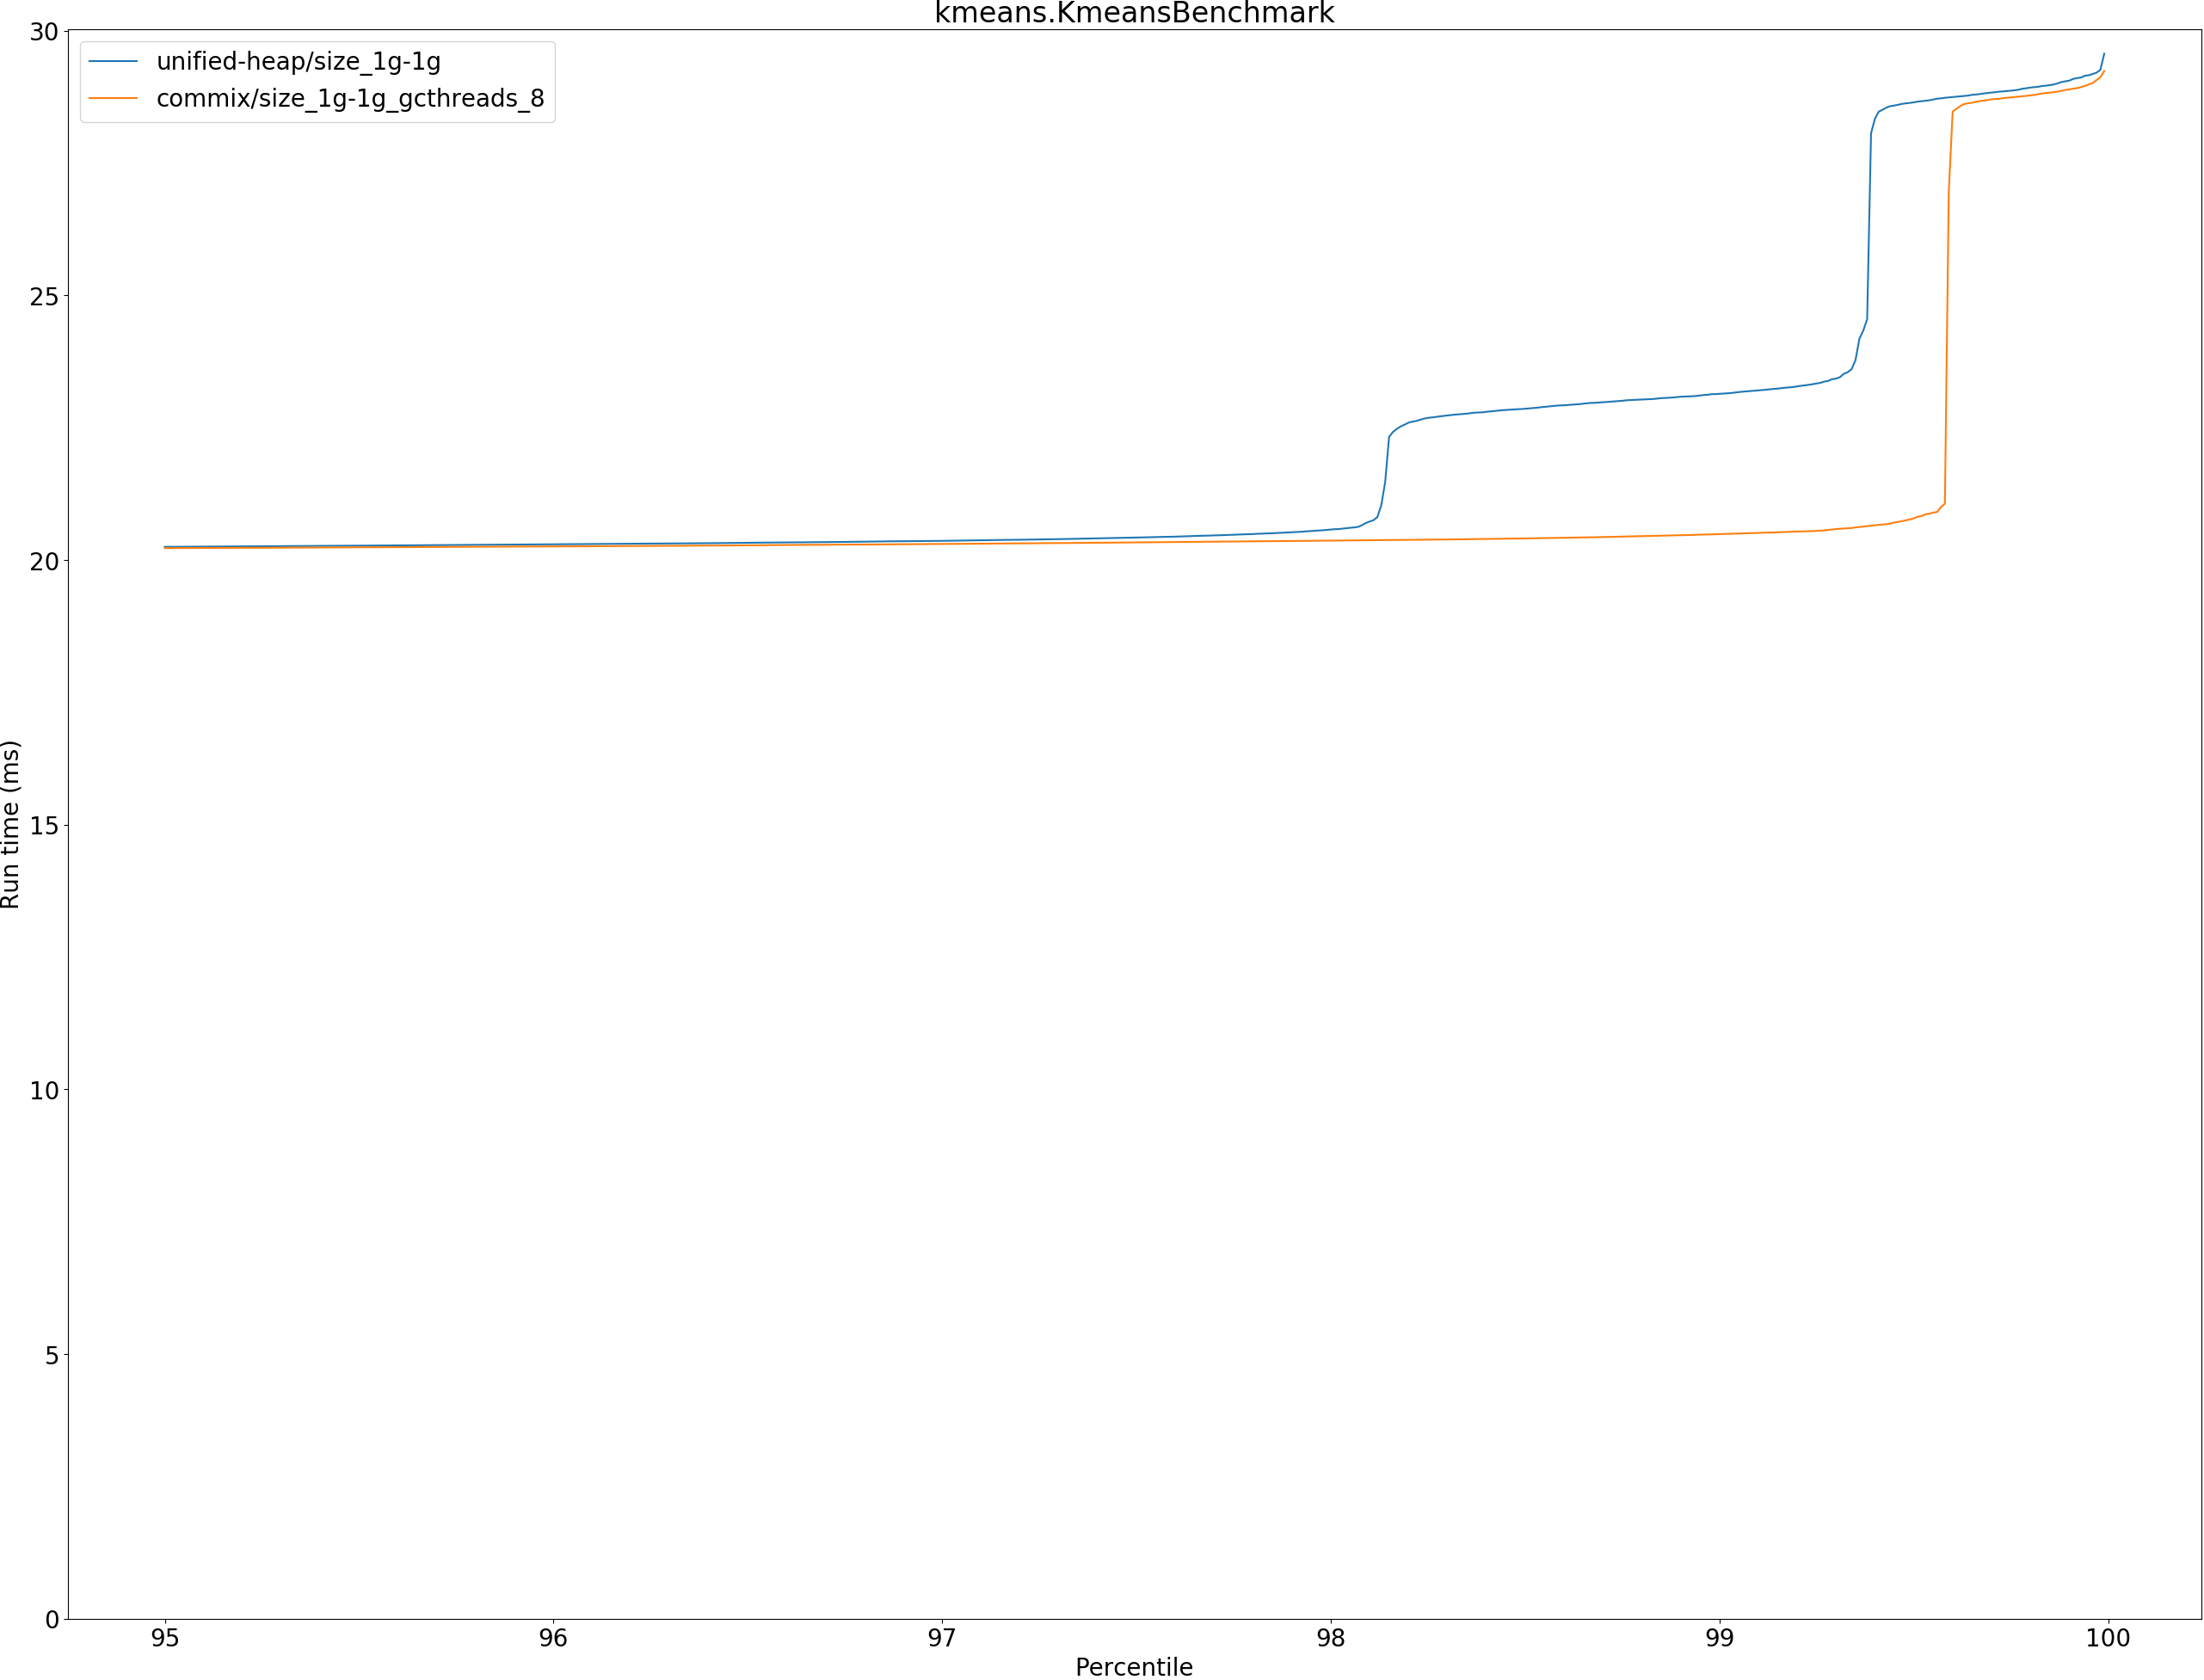 kmeans.KmeansBenchmark
unified-heap/size_1g-1g
commix/size_1g-1g_gcthreads_8
30
25
20
15
10
5
0
Run time (ms)
95 96 97 98 99 100
Percentile